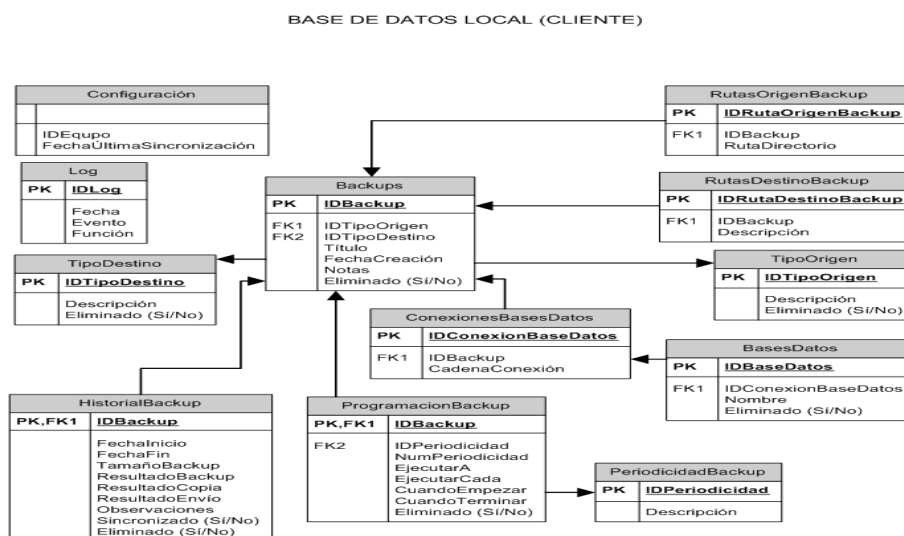 BASE DE DATOS LOCAL (CLIENTE)
Configuración
IDEqupo
FechaÚltimaSincronización
Log
PK IDLog
Fecha
Evento
Función
TipoDestino
PK IDTipoDestino
Descripción
Eliminado (Sí/No)
HistorialBackup
PK,FK1 IDBackup
FechaInicio
FechaFin
TamañoBackup
ResultadoBackup
ResultadoCopia
ResultadoEnvío
Observaciones
Sincronizado (Sí/No)
Eliminado (Sí/No)
Backups
PK IDBackup
FK1 IDTipoOrigen
FK2 IDTipoDestino
Título
FechaCreación
Notas
Eliminado (Sí/No)
ProgramacionBackup
PK,FK1 IDBackup
FK2 IDPeriodicidad
NumPeriodicidad
EjecutarA
EjecutarCada
CuandoEmpezar
CuandoTerminar
Eliminado (Sí/No)
ConexionesBasesDatos
PK IDConexionBaseDatos
FK1 IDBackup
CadenaConexión
RutasOrigenBackup
PK IDRutaOrigenBackup
FK1 IDBackup
RutaDirectorio
RutasDestinoBackup
PK IDRutaDestinoBackup
FK1 IDBackup
Descripción
TipoOrigen
PK IDTipoOrigen
Descripción
Eliminado (Sí/No)
BasesDatos
PK IDBaseDatos
FK1 IDConexionBaseDatos
Nombre
Eliminado (Sí/No)
PeriodicidadBackup
PK IDPeriodicidad
Descripción